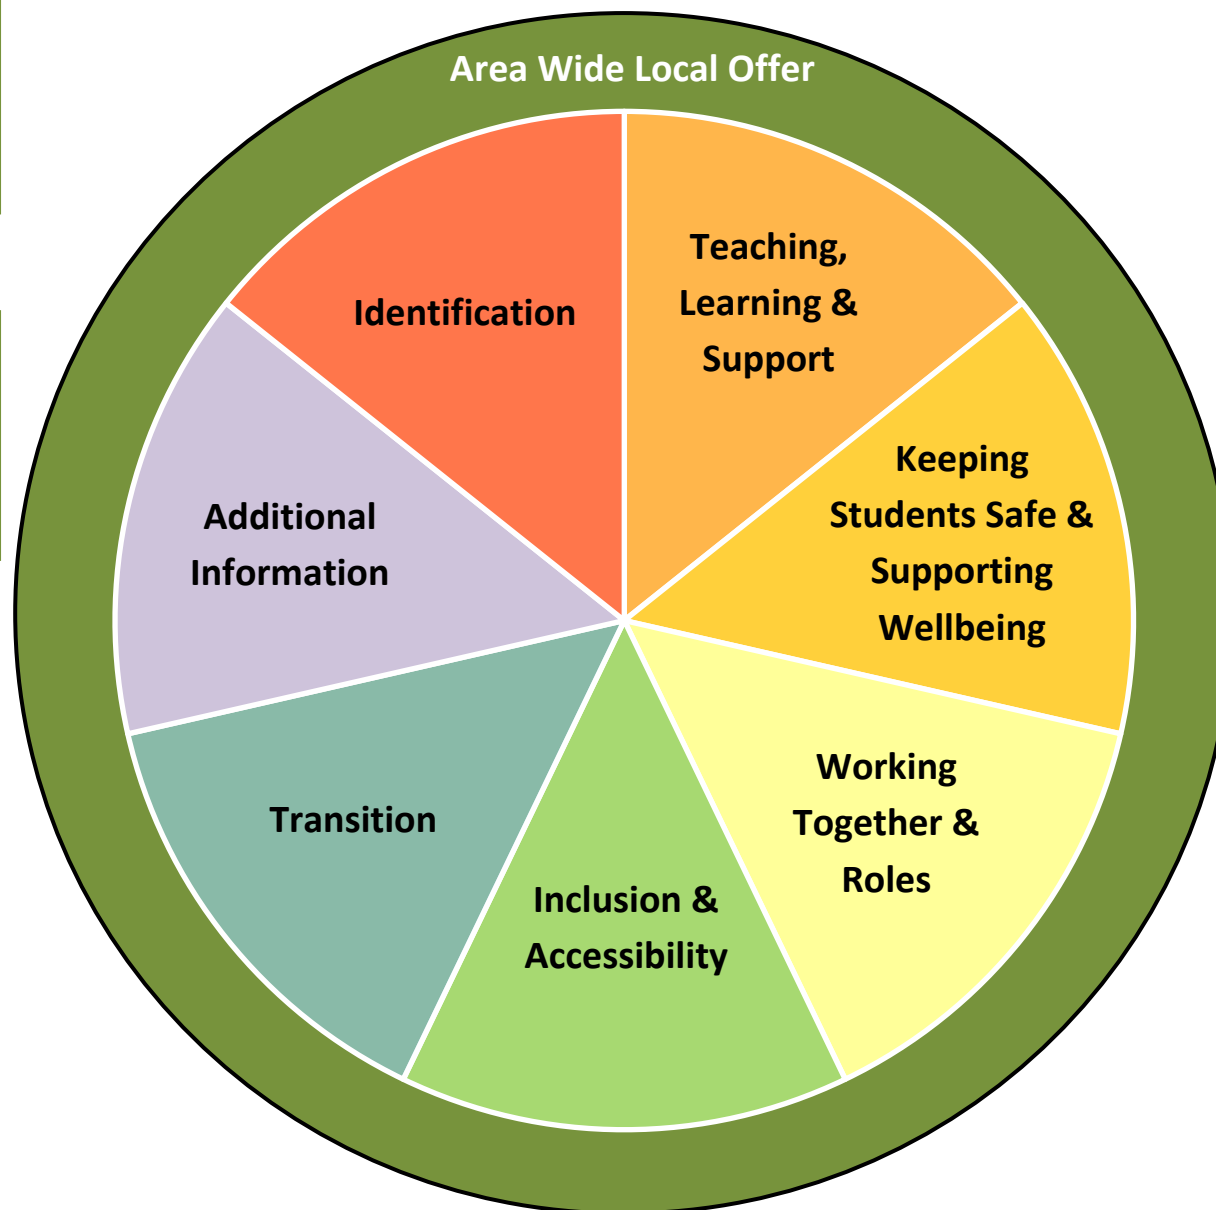 Area Wide Local Offer
Identification
Teaching,
Learning &
Support
Keeping
Students Safe &
Supporting
Wellbeing
Working
Together &
Roles
Inclusion &
Accessibility
Transition
Additional
Information